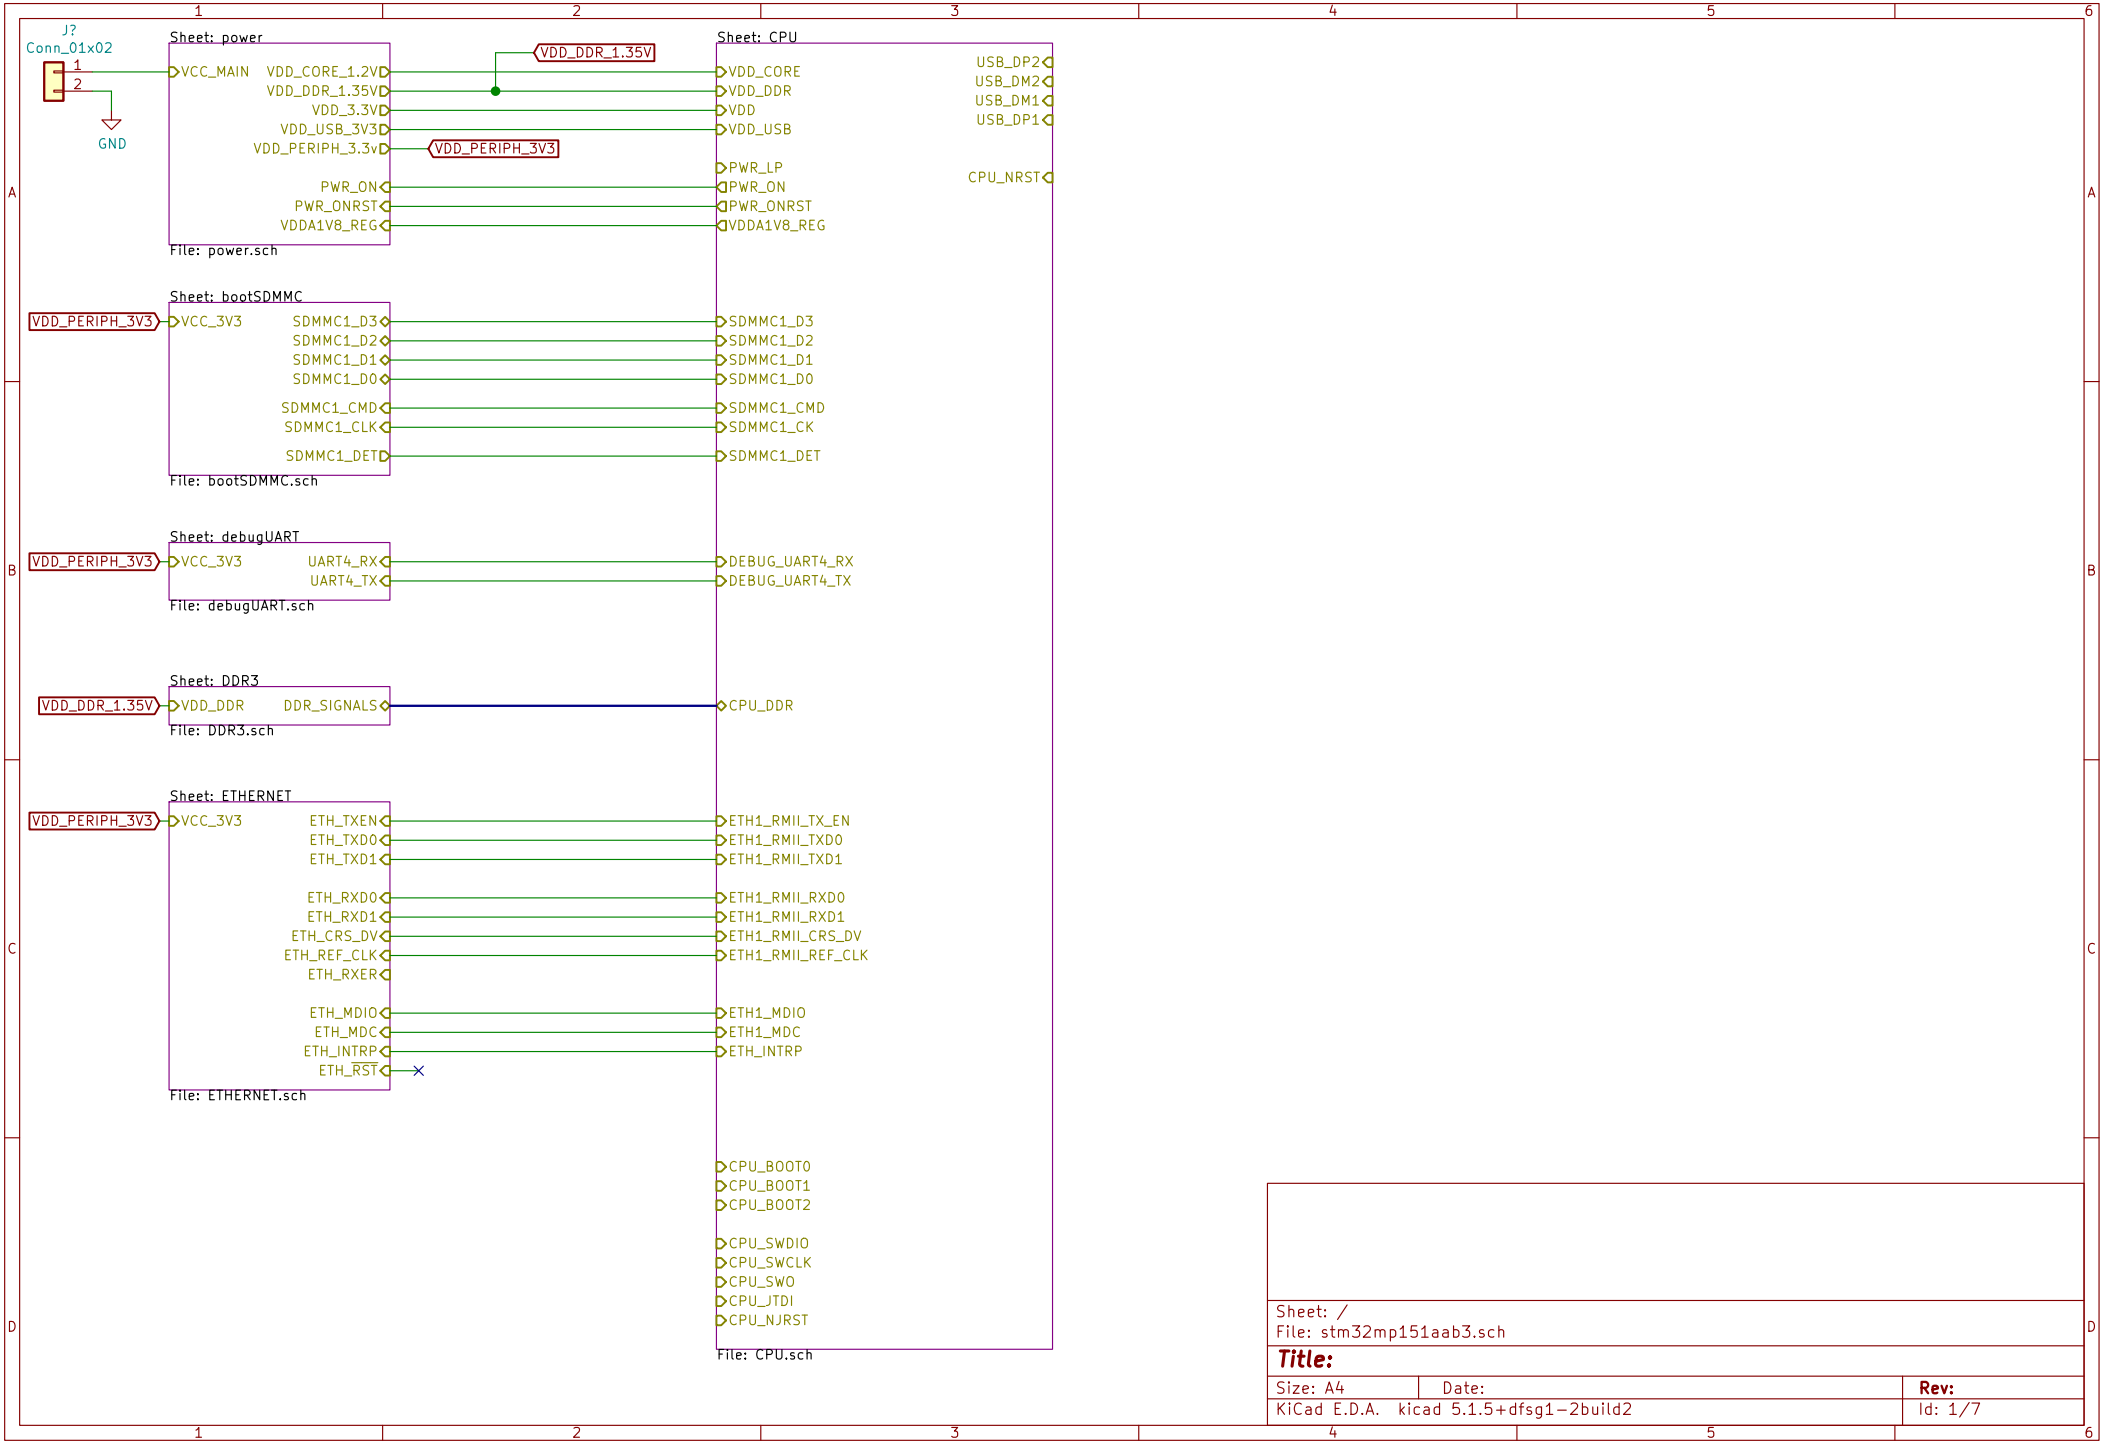 1 2 3 4 5 6
J?
Conn_01x02
1
2
GND
Sheet: power
VCC_MAIN
VDD_CORE_1.2V
VDD_DDR_1.35V
VDD_3.3V
VDD_USB_3V3
VDD_PERIPH_3.3v
PWR_ON
PWR_ONRST
VDDA1V8_REG
File: power.sch
VDD_DDR_1.35V
VDD_PERIPH_3V3
Sheet: bootSDMMC
VDD_PERIPH_3V3
VCC_3V3
SDMMC1_D3
SDMMC1_D2
SDMMC1_D1
SDMMC1_D0
SDMMC1_CMD
SDMMC1_CLK
SDMMC1_DET
File: bootSDMMC.sch
Sheet: debugUART
VDD_PERIPH_3V3
VCC_3V3
UART4_RX
UART4_TX
File: debugUART.sch
Sheet: DDR3
VDD_DDR_1.35V
VDD_DDR
DDR_SIGNALS
File: DDR3.sch
Sheet: ETHERNET
VDD_PERIPH_3V3
VCC_3V3
ETH_TXEN
ETH_TXD0
ETH_TXD1
ETH_RXD0
ETH_RXD1
ETH_CRS_DV
ETH_REF_CLK
ETH_RXER
ETH_MDIO
ETH_MDC
ETH_INTRP
ETH_RST
File: ETHERNET.sch
Sheet: CPU
VDD_CORE
VDD_DDR
VDD
VDD_USB
PWR_LP
PWR_ON
PWR_ONRST
VDDA1V8_REG
SDMMC1_D3
SDMMC1_D2
SDMMC1_D1
SDMMC1_D0
SDMMC1_CMD
SDMMC1_CK
SDMMC1_DET
DEBUG_UART4_RX
DEBUG_UART4_TX
CPU_DDR
ETH1_RMII_TX_EN
ETH1_RMII_TXD0
ETH1_RMII_TXD1
ETH1_RMII_RXD0
ETH1_RMII_RXD1
ETH1_RMII_CRS_DV
ETH1_RMII_REF_CLK
ETH1_MDIO
ETH1_MDC
ETH_INTRP
CPU_BOOT0
CPU_BOOT1
CPU_BOOT2
CPU_SWDIO
CPU_SWCLK
CPU_SWO
CPU_JTDI
CPU_NJRST
USB_DP2
USB_DM2
USB_DM1
USB_DP1
CPU_NRST
File: CPU.sch
A A
B B
C C
D D
Sheet: /
File: stm32mp151aab3.sch
Title:
Size: A4 Date: Rev:
KiCad E.D.A. kicad 5.1.5+dfsg1-2build2 Id: 1/7
1 2 3 4 5 6